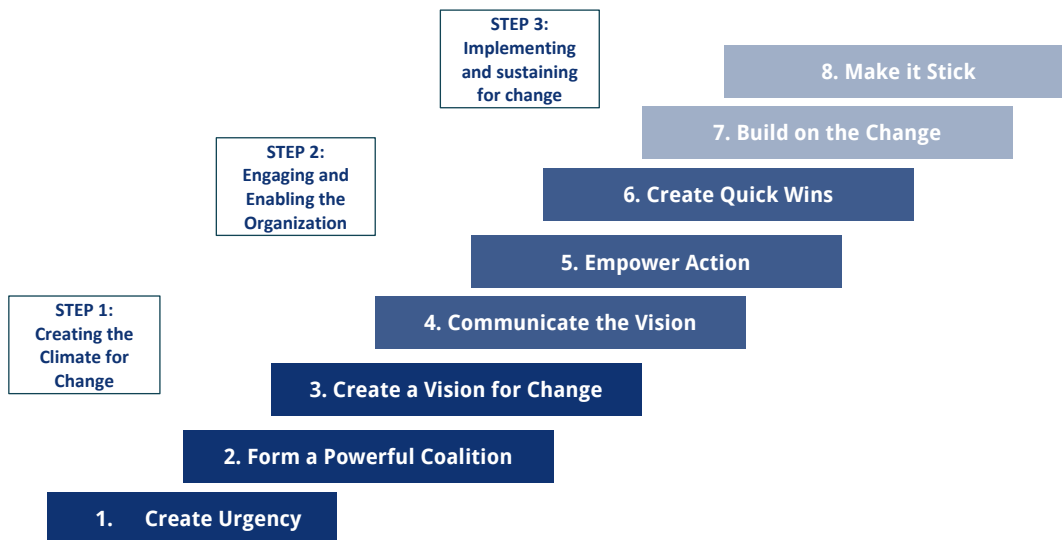 STEP 3:
Implementing
and sustaining
for change
8. Make it Stick
7. Build on the Change
STEP 2:
Engaging and
Enabling the
Organization
6. Create Quick Wins
5. Empower Action
STEP 1:
Creating the
Climate for
Change
4. Communicate the Vision
3. Create a Vision for Change
2. Form a Powerful Coalition
1. Create Urgency